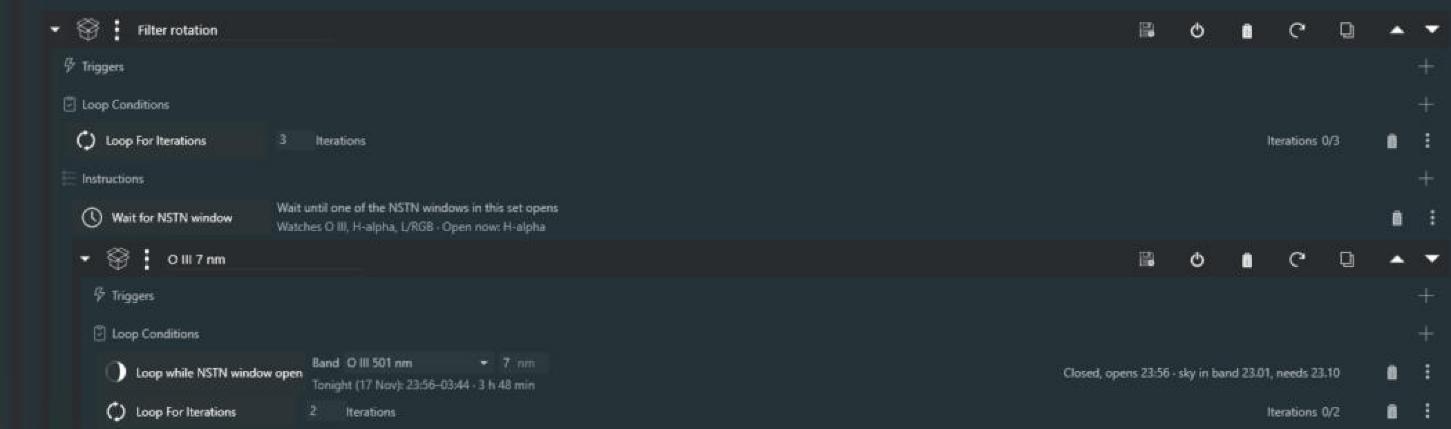 Filter rotation
Triggers
Loop Conditions
Loop For Iterations 3 Iterations Iterations 0/3
Instructions
Wait for NSTN window
Wait until one of the NSTN windows in this set opens
Watches O III, H-alpha, L/RGB · Open now: H-alpha
O III 7 nm
Triggers
Loop Conditions
Loop while NSTN window open
Band O III 501 nm 7 nm
Tonight (17 Nov): 23:56–03:44 · 3 h 48 min
Closed, opens 23:56 · sky in band 23.01, needs 23.10
Loop For Iterations 2 Iterations Iterations 0/2